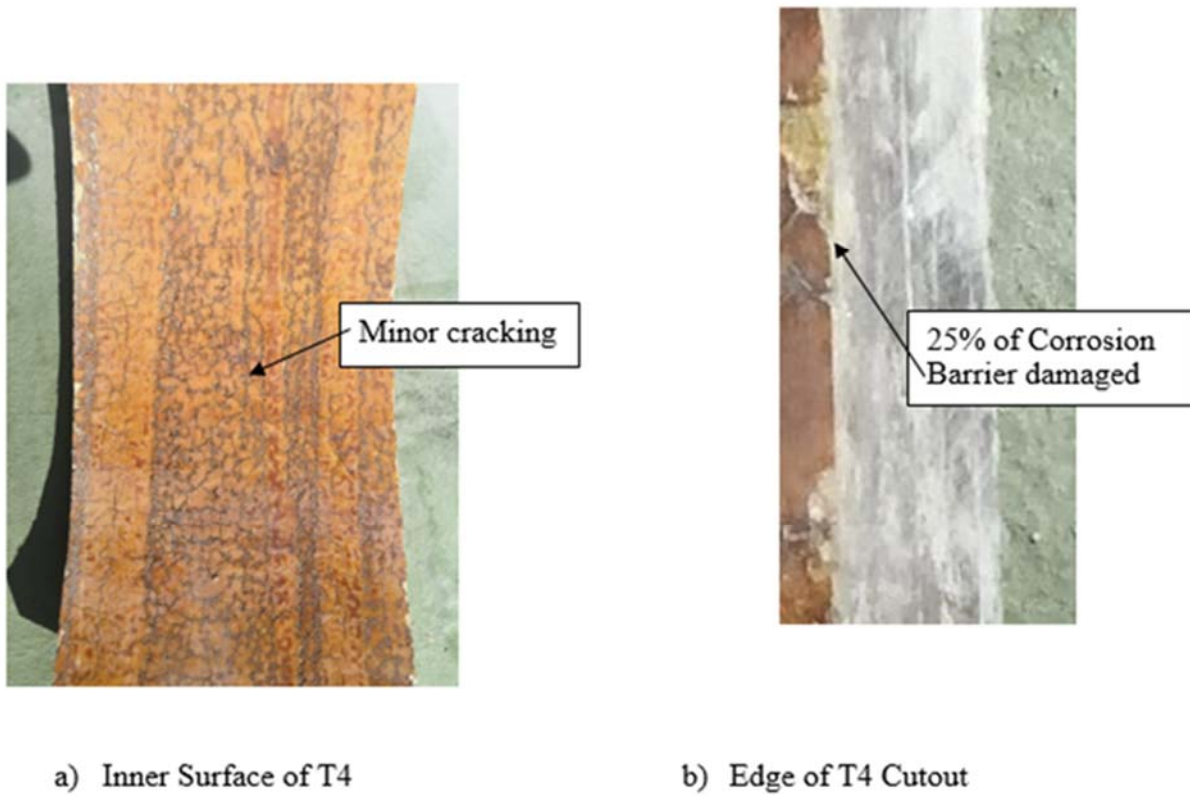 Minor cracking
25% of Corrosion
Barrier damaged
a) Inner Surface of T4
b) Edge of T4 Cutout